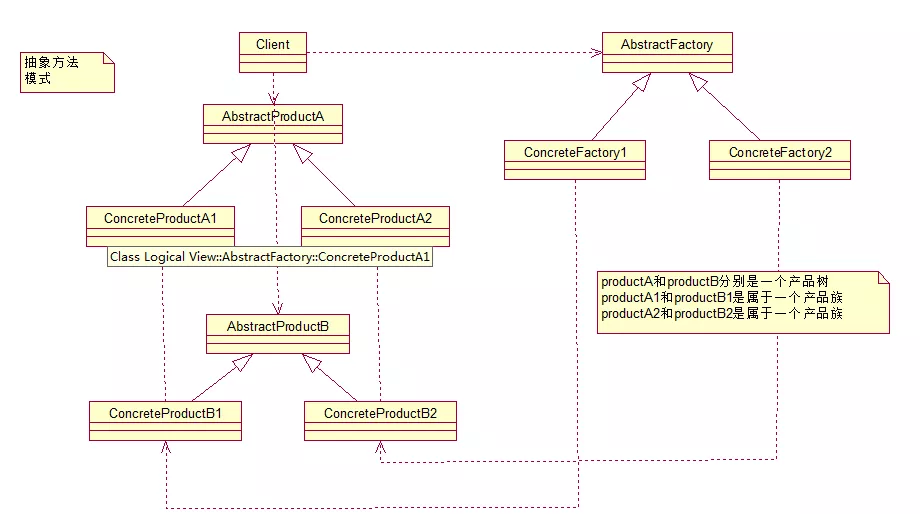 抽象方法
模式
Client
AbstractFactory
AbstractProductA
ConcreteFactory1
ConcreteFactory2
ConcreteProductA1
ConcreteProductA2
Class Logical View::AbstractFactory::ConcreteProductA1
productA和productB分别是一个产品树
productA1和productB1是属于一个产品族
productA2和productB2是属于一个产品族
AbstractProductB
ConcreteProductB1
ConcreteProductB2